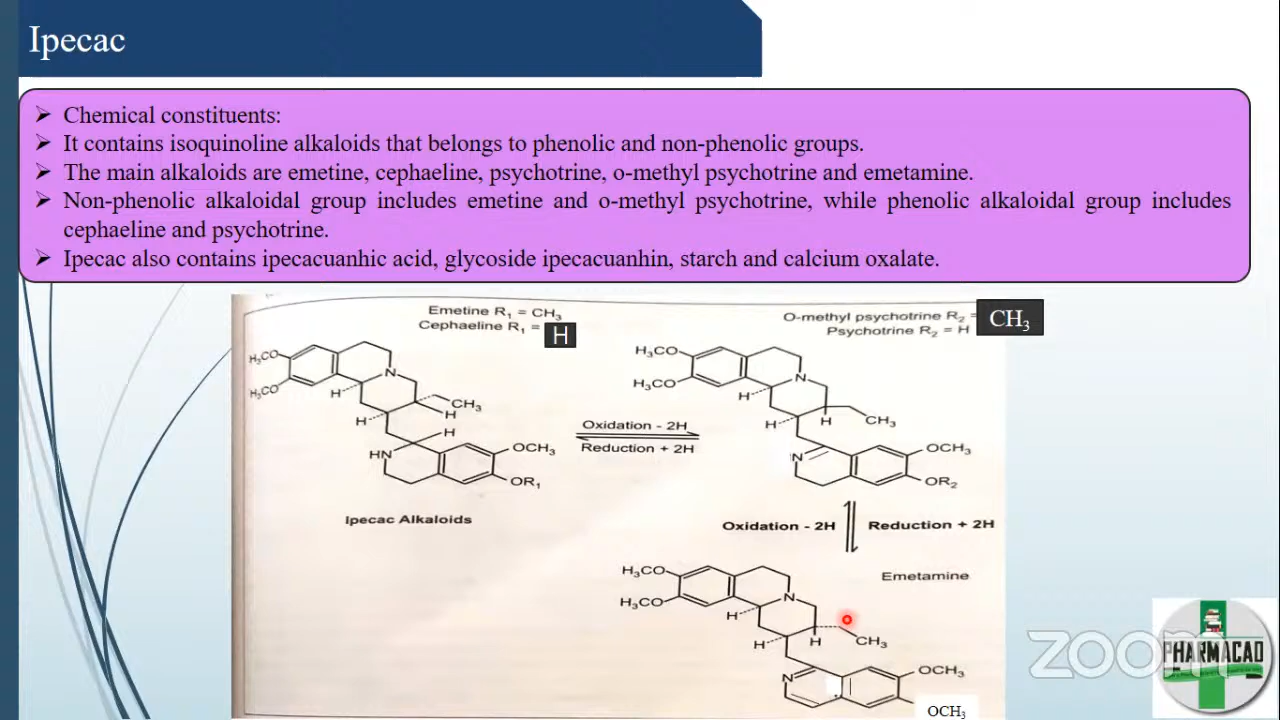 Ipecac
➢ Chemical constituents:
➢ It contains isoquinoline alkaloids that belongs to phenolic and non-phenolic groups.
➢ The main alkaloids are emetine, cephaeline, psychotrine, o-methyl psychotrine and emetamine.
➢ Non-phenolic alkaloidal group includes emetine and o-methyl psychotrine, while phenolic alkaloidal group includes
cephaeline and psychotrine.
➢ Ipecac also contains ipecacuanhic acid, glycoside ipecacuanhin, starch and calcium oxalate.
Emetine R₁ = CH₃
Cephaeline R₁ = H
H₃CO
H₃CO
N
H
CH₃
H
H
H
HN
OCH₃
OR₁
Ipecac Alkaloids
Oxidation - 2H
Reduction + 2H
O-methyl psychotrine R₂ = CH₃
Psychotrine R₂ = H
H₃CO
H₃CO
N
H
H
H
CH₃
N
OCH₃
OR₂
Oxidation - 2H
Reduction + 2H
Emetamine
H₃CO
H₃CO
N
H
H
H
CH₃
N
OCH₃
OCH₃
zoom
PHARMACAD